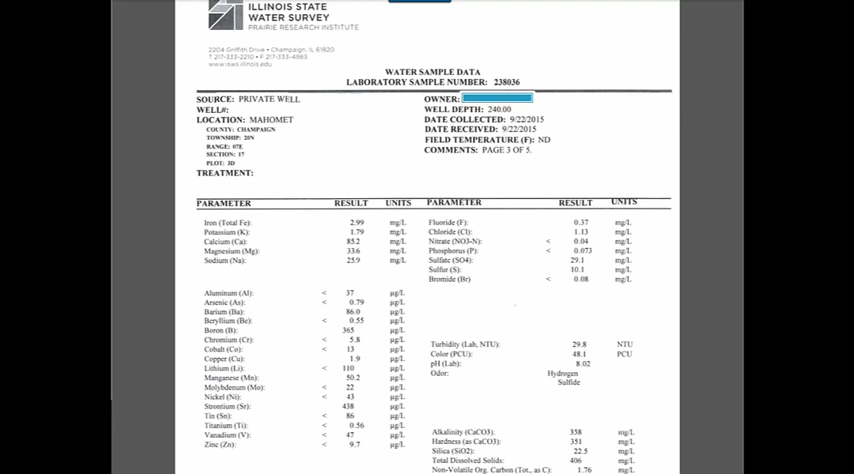 ILLINOIS STATE
WATER SURVEY
PRAIRIE RESEARCH INSTITUTE
2204 Griffith Drive • Champaign, IL 61820
T 217-333-2210 • F 217-333-4983
www.isws.illinois.edu
WATER SAMPLE DATA
LABORATORY SAMPLE NUMBER: 238036
SOURCE: PRIVATE WELL
WELL#:
LOCATION: MAHOMET
COUNTY: CHAMPAIGN
TOWNSHIP: 20N
RANGE: 07E
SECTION: 17
PLOT: 3D
TREATMENT:
OWNER:
WELL DEPTH: 240.00
DATE COLLECTED: 9/22/2015
DATE RECEIVED: 9/22/2015
FIELD TEMPERATURE (F): ND
COMMENTS: PAGE 3 OF 5.
PARAMETER RESULT UNITS PARAMETER RESULT UNITS
Iron (Total Fe): 2.99 mg/L
Potassium (K): 1.79 mg/L
Calcium (Ca): 85.2 mg/L
Magnesium (Mg): 33.6 mg/L
Sodium (Na): 25.9 mg/L
Aluminum (Al): < 37 µg/L
Arsenic (As): < 0.79 µg/L
Barium (Ba): 86.0 µg/L
Beryllium (Be): < 0.55 µg/L
Boron (B): 365 µg/L
Chromium (Cr): < 5.8 µg/L
Cobalt (Co): < 13 µg/L
Copper (Cu): 1.9 µg/L
Lithium (Li): < 110 µg/L
Manganese (Mn): 50.2 µg/L
Molybdenum (Mo): < 22 µg/L
Nickel (Ni): < 43 µg/L
Strontium (Sr): 438 µg/L
Tin (Sn): < 86 µg/L
Titanium (Ti): < 0.56 µg/L
Vanadium (V): < 47 µg/L
Zinc (Zn): < 9.7 µg/L
Fluoride (F): 0.37 mg/L
Chloride (Cl): 1.13 mg/L
Nitrate (NO3-N): < 0.04 mg/L
Phosphorus (P): < 0.073 mg/L
Sulfate (SO4): 29.1 mg/L
Sulfur (S): 10.1 mg/L
Bromide (Br) < 0.08 mg/L
Turbidity (Lab, NTU): 29.8 NTU
Color (PCU): 48.1 PCU
pH (Lab): 8.02
Odor: Hydrogen
Sulfide
Alkalinity (CaCO3): 358 mg/L
Hardness (as CaCO3): 351 mg/L
Silica (SiO2): 22.5 mg/L
Total Dissolved Solids: 406 mg/L
Non-Volatile Org. Carbon (Tot., as C): 1.76 mg/L